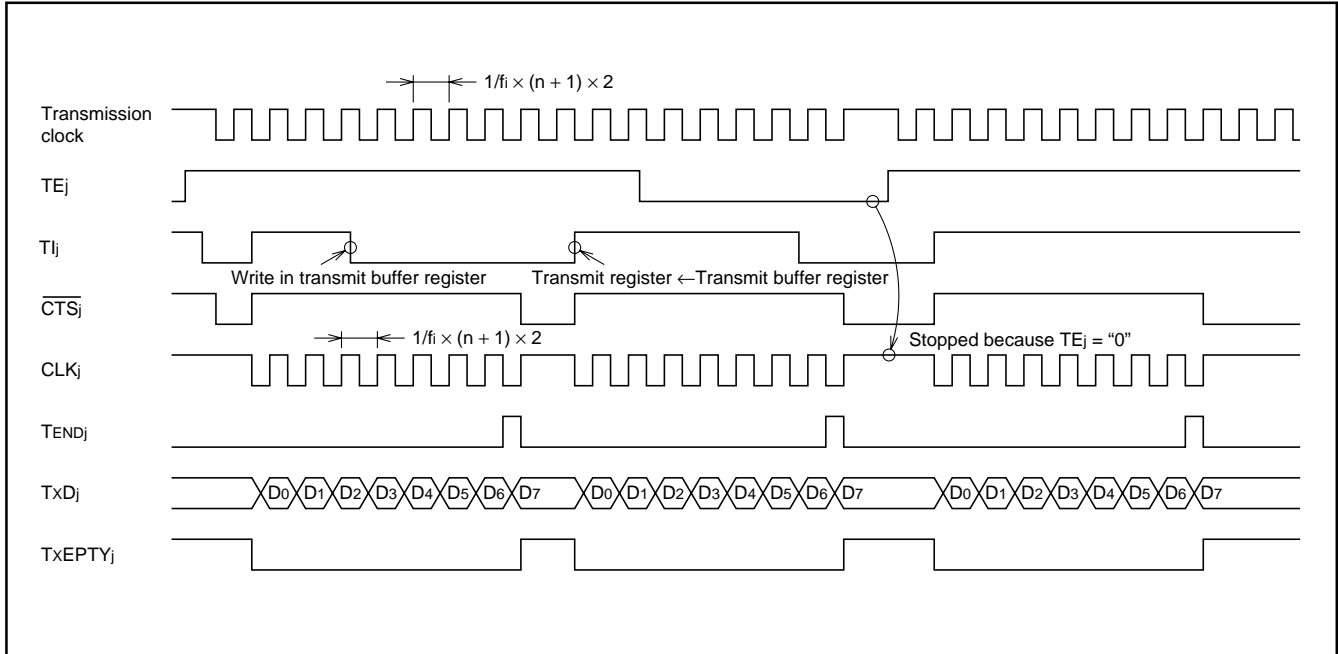 1/fi × (n + 1) × 2
Transmission
clock
TEj
TIj
Write in transmit buffer register
Transmit register ←Transmit buffer register
CTSj
1/fi × (n + 1) × 2
Stopped because TEj = “0”
CLKj
TENDj
TXDj
D0 D1 D2 D3 D4 D5 D6 D7 D0 D1 D2 D3 D4 D5 D6 D7 D0 D1 D2 D3 D4 D5 D6 D7
TXEPTYj